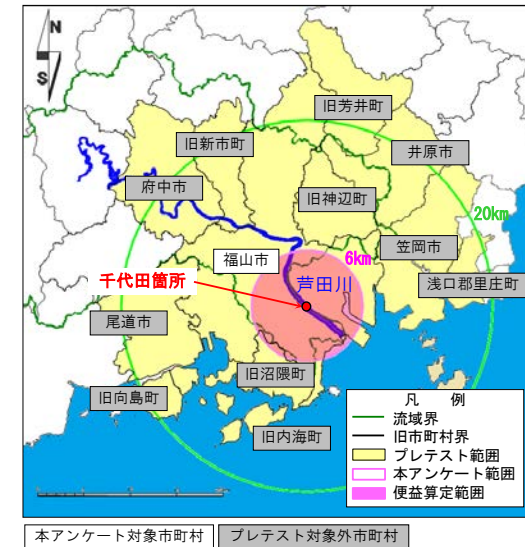 N
S
旧芳井町
旧新市町
井原市
府中市
旧神辺町
20km
笠岡市
福山市
6km
芦田川
浅口郡里庄町
千代田箇所
尾道市
旧沼隈町
旧向島町
旧内海町
凡 例
流域界
旧市町村界
プレテスト範囲
本アンケート範囲
便益算定範囲
本アンケート対象市町村
プレテスト対象外市町村